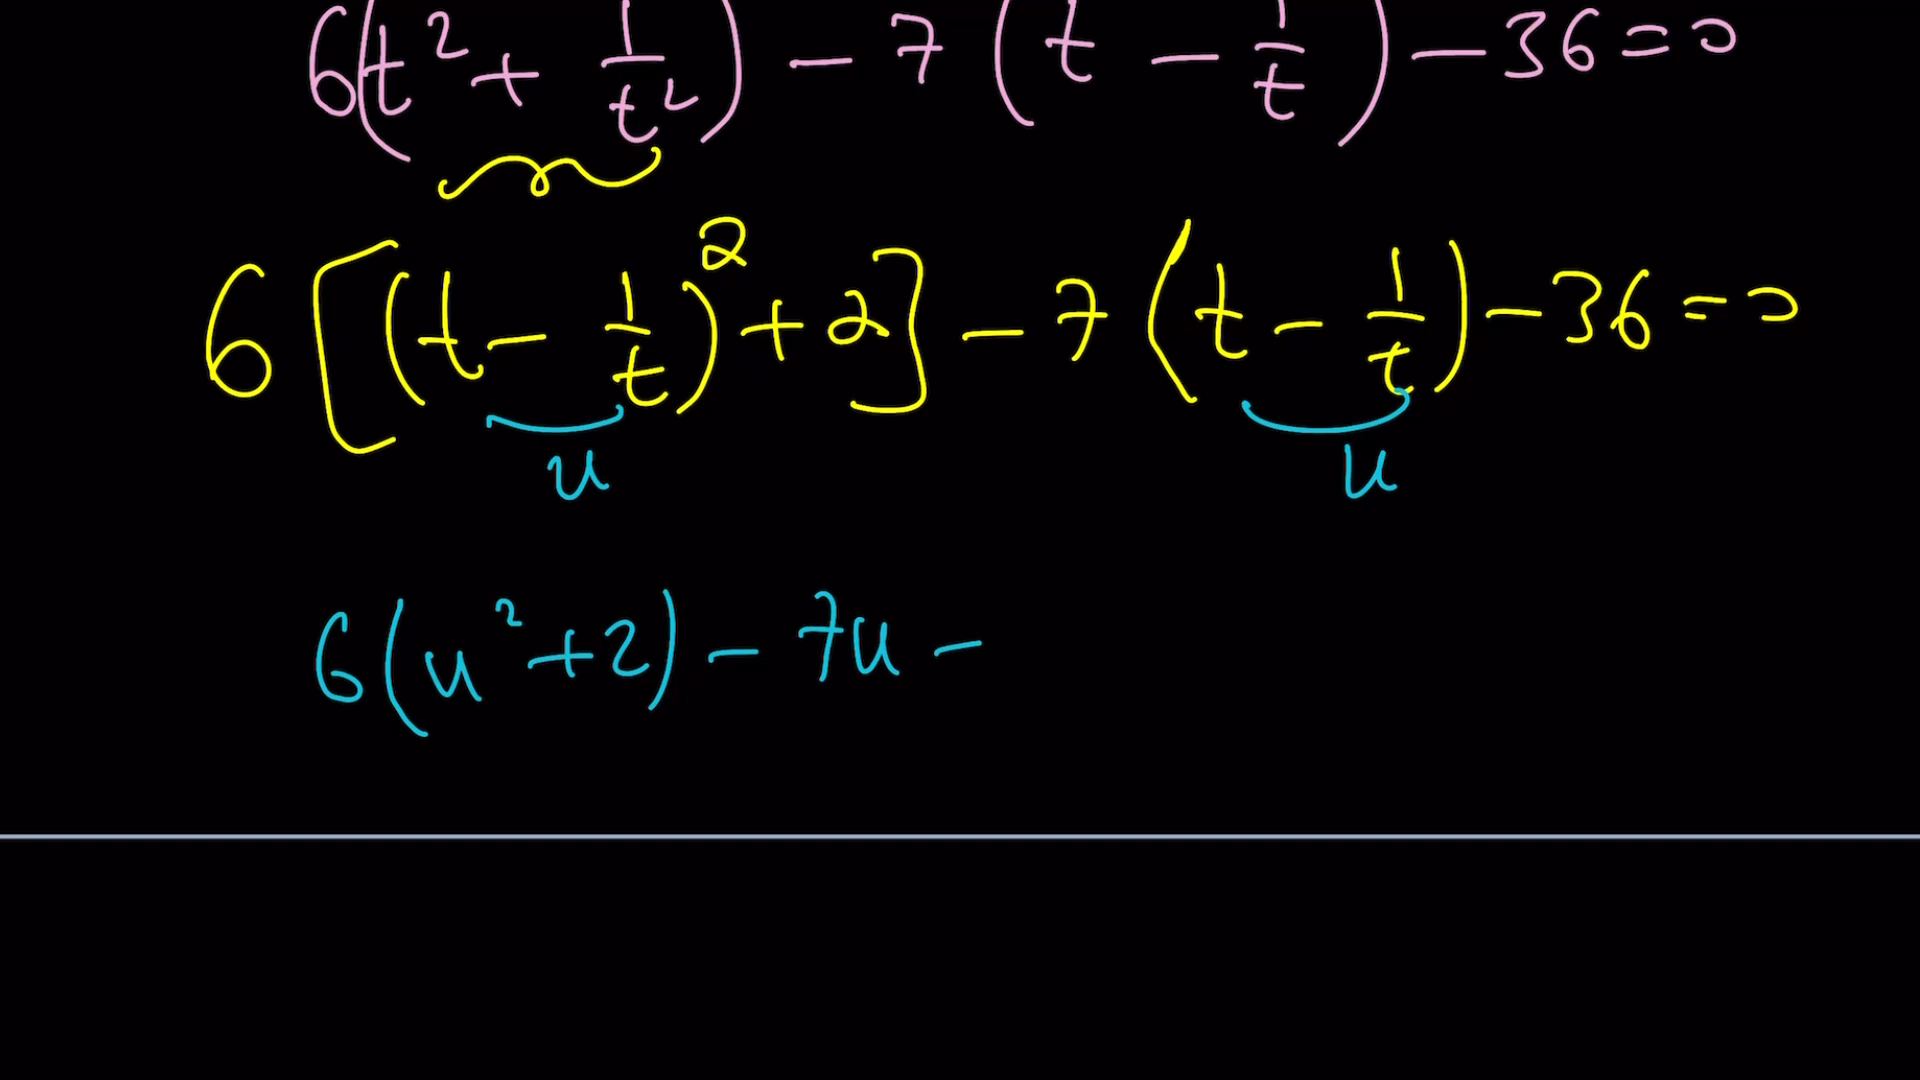 6(t² + 1/t²) - 7(t - 1/t) - 36 = 0
6[(t - 1/t)² + 2] - 7(t - 1/t) - 36 = 0
u u
6(u² + 2) - 7u -